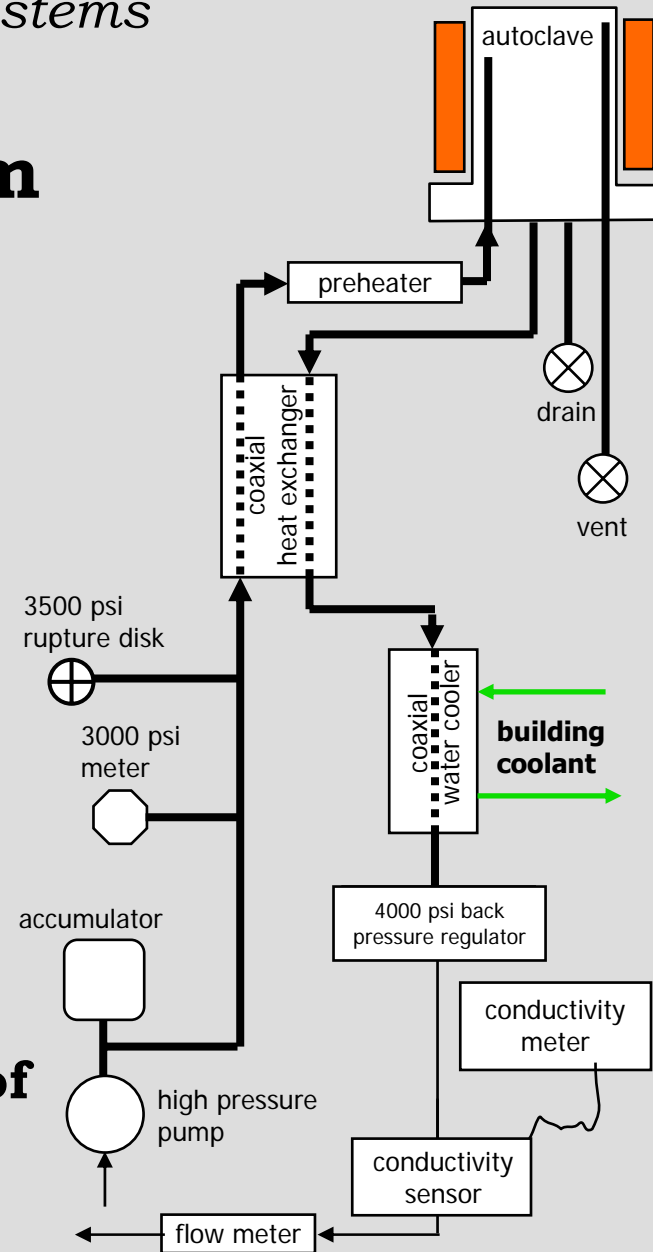 stems
m
autoclave
preheater
drain
vent
coaxial
heat exchanger
3500 psi
rupture disk
3000 psi
meter
coaxial
water cooler
building
coolant
accumulator
4000 psi back
pressure regulator
conductivity
meter
of
high pressure
pump
conductivity
sensor
flow meter